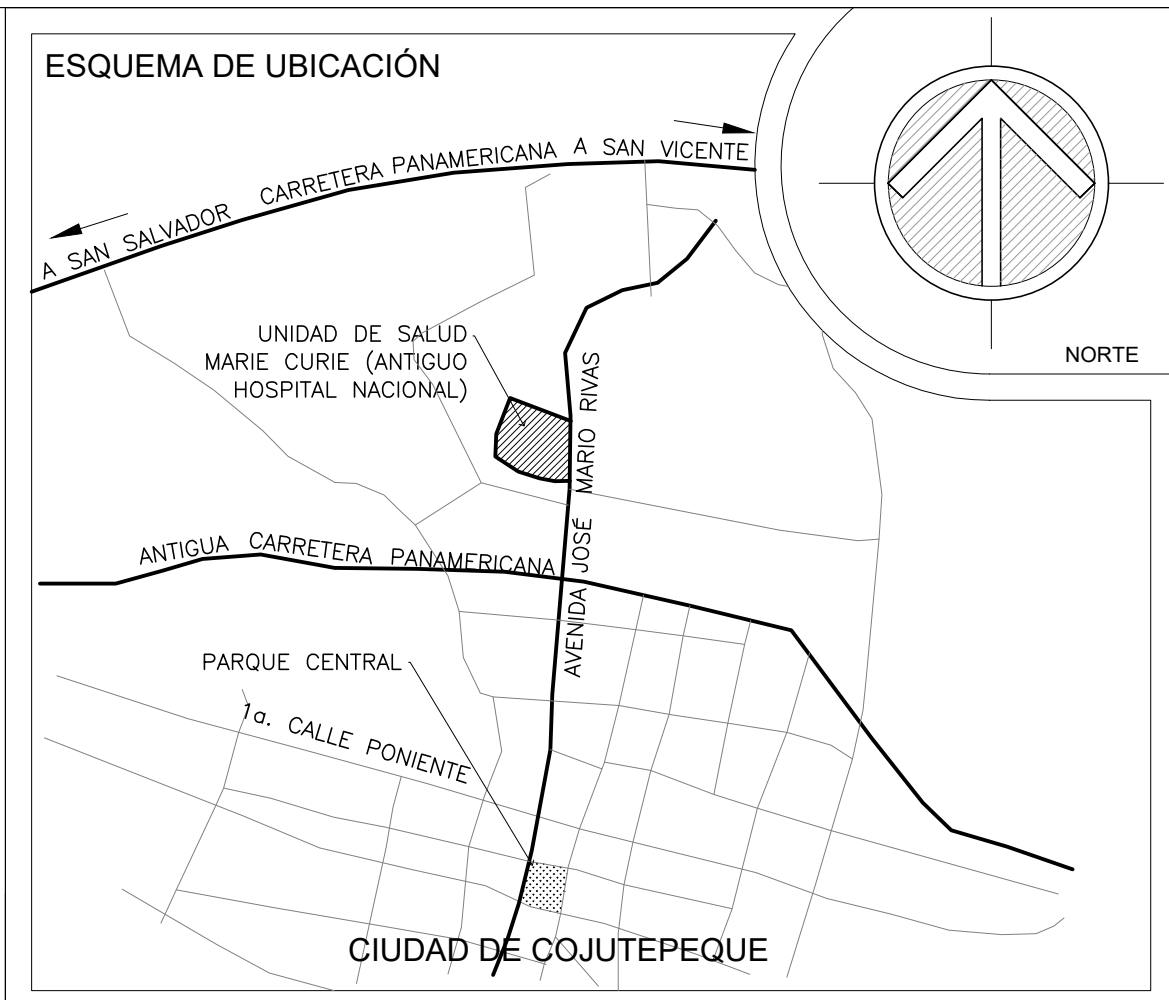 ESQUEMA DE UBICACIÓN
A SAN SALVADOR CARRETERA PANAMERICANA A SAN VICENTE
NORTE
UNIDAD DE SALUD
MARIE CURIE (ANTIGUO
HOSPITAL NACIONAL)
AVENIDA JOSÉ MARIO RIVAS
ANTIGUA CARRETERA PANAMERICANA
PARQUE CENTRAL
1a. CALLE PONIENTE
CIUDAD DE COJUTEPEQUE